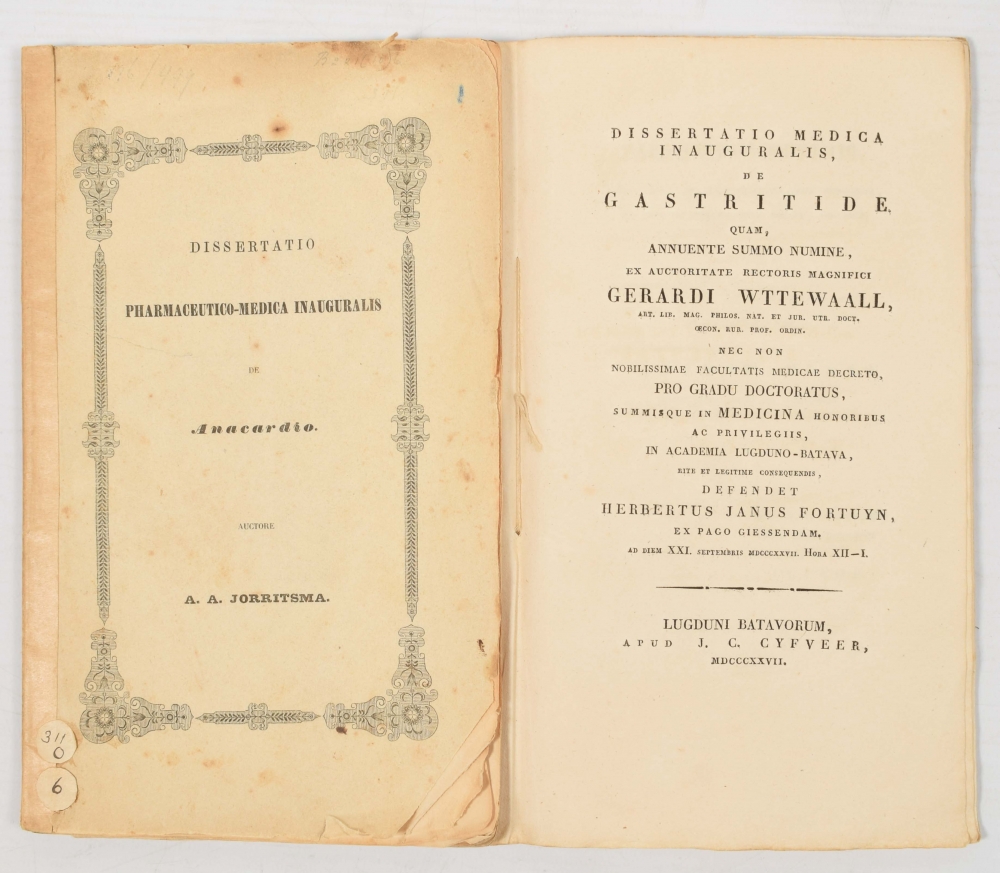 DISSERTATIO
PHARMACEUTICO-MEDICA INAUGURALIS
DE
Anacardio.
AUCTORE
A. A. JORRITSMA.
311
0
6
DISSERTATIO MEDICA
INAUGURALIS,
DE
GASTRITIDE,
QUAM,
ANNUENTE SUMMO NUMINE,
EX AUCTORITATE RECTORIS MAGNIFICI
GERARDI WTTEWAALL,
ART. LIB. MAG. PHILOS. NAT. ET JUR. UTR. DOCT.
ŒCON. RUR. PROF. ORDIN.
NEC NON
NOBILISSIMAE FACULTATIS MEDICAE DECRETO,
PRO GRADU DOCTORATUS,
SUMMISQUE IN MEDICINA HONORIBUS
AC PRIVILEGIIS,
IN ACADEMIA LUGDUNO-BATAVA,
RITE ET LEGITIME CONSEQUENDIS,
DEFENDET
HERBERTUS JANUS FORTUYN,
EX PAGO GIESSENDAM.
AD DIEM XXI. SEPTEMBRIS MDCCCXXVII. HORA XII—I.
LUGDUNI BATAVORUM,
APUD J. C. CYFVEER,
MDCCCXXVII.